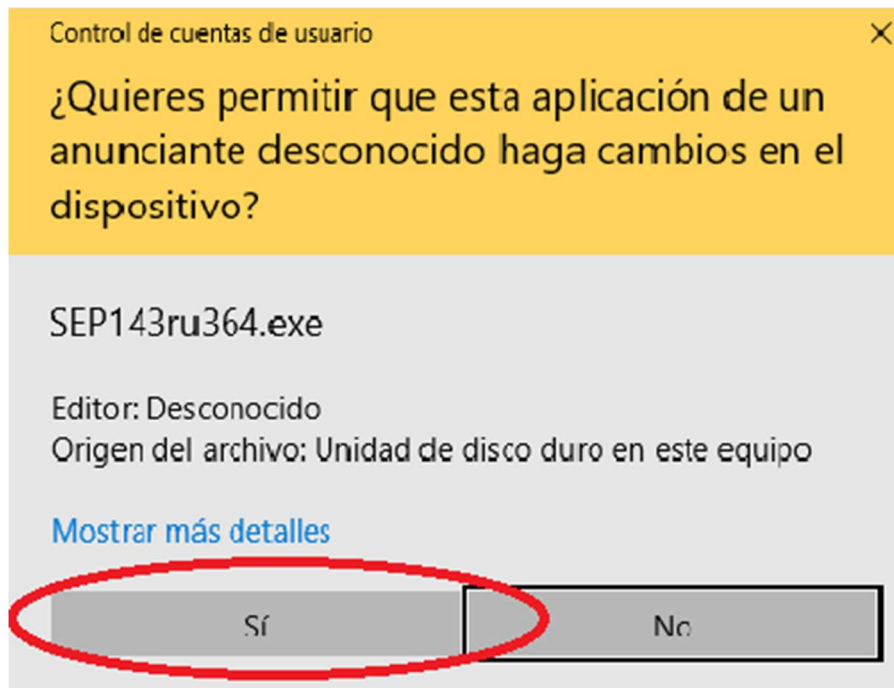 Control de cuentas de usuario
¿Quieres permitir que esta aplicación de un
anunciante desconocido haga cambios en el
dispositivo?
SEP143ru364.exe
Editor: Desconocido
Origen del archivo: Unidad de disco duro en este equipo
Mostrar más detalles
Sí
No